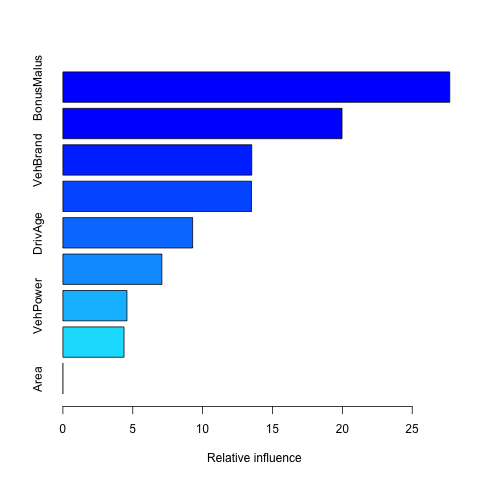 BonusMalus
VehBrand
DrivAge
VehPower
Area
0 5 10 15 20 25
Relative influence